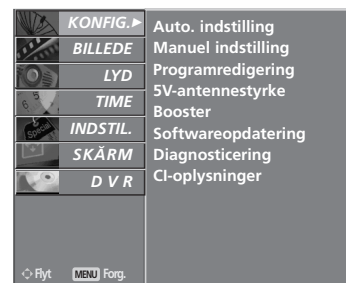 KONFIG.
BILLEDE
LYD
TIME
INDSTIL.
SKÄRM
D V R
Auto. indstilling
Manuel indstilling
Programredigering
5V-antennestyrke
Booster
Softwareopdatering
Diagnosticering
CI-oplysninger
Flyt MENU Forg.